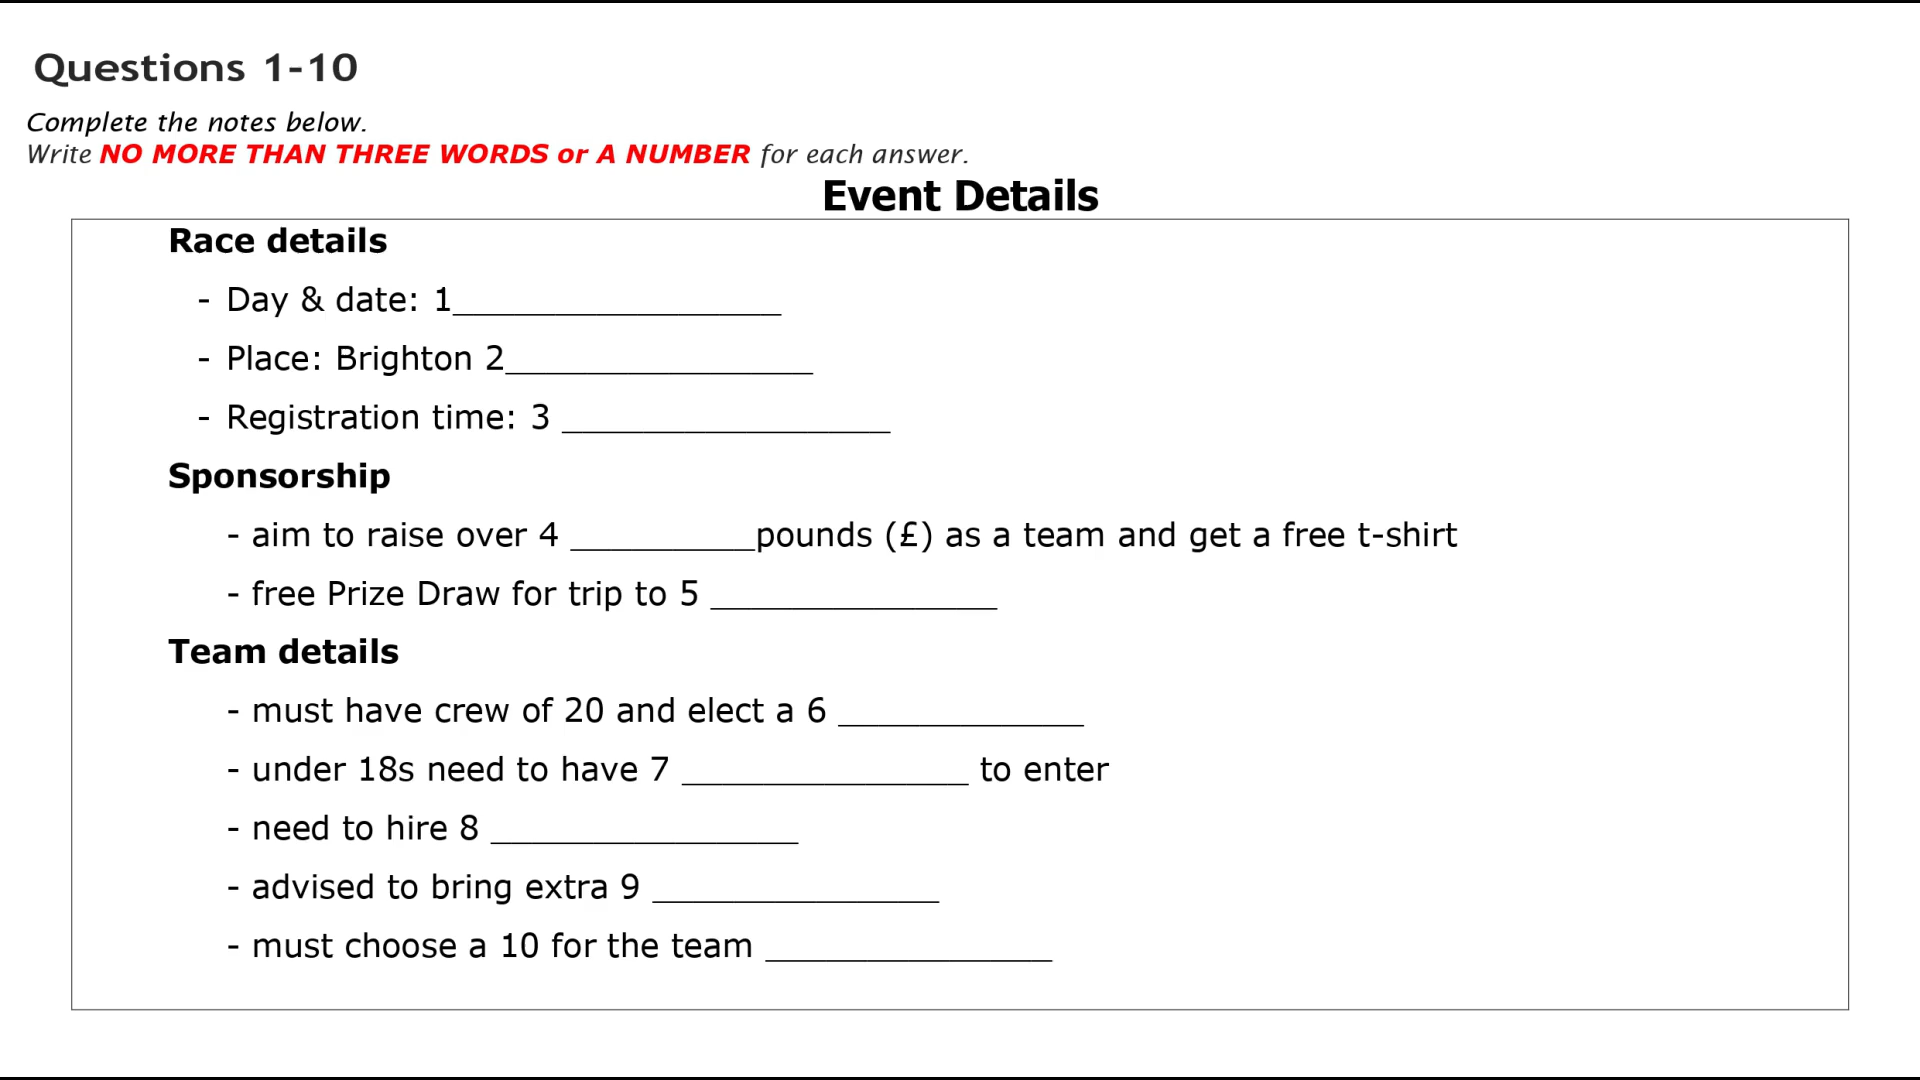 Questions 1-10
Complete the notes below.
Write NO MORE THAN THREE WORDS or A NUMBER for each answer.
Event Details
Race details
- Day & date: 1________________
- Place: Brighton 2_______________
- Registration time: 3 ________________
Sponsorship
- aim to raise over 4 _________pounds (£) as a team and get a free t-shirt
- free Prize Draw for trip to 5 ______________
Team details
- must have crew of 20 and elect a 6 ____________
- under 18s need to have 7 ______________ to enter
- need to hire 8 _______________
- advised to bring extra 9 ______________
- must choose a 10 for the team ______________